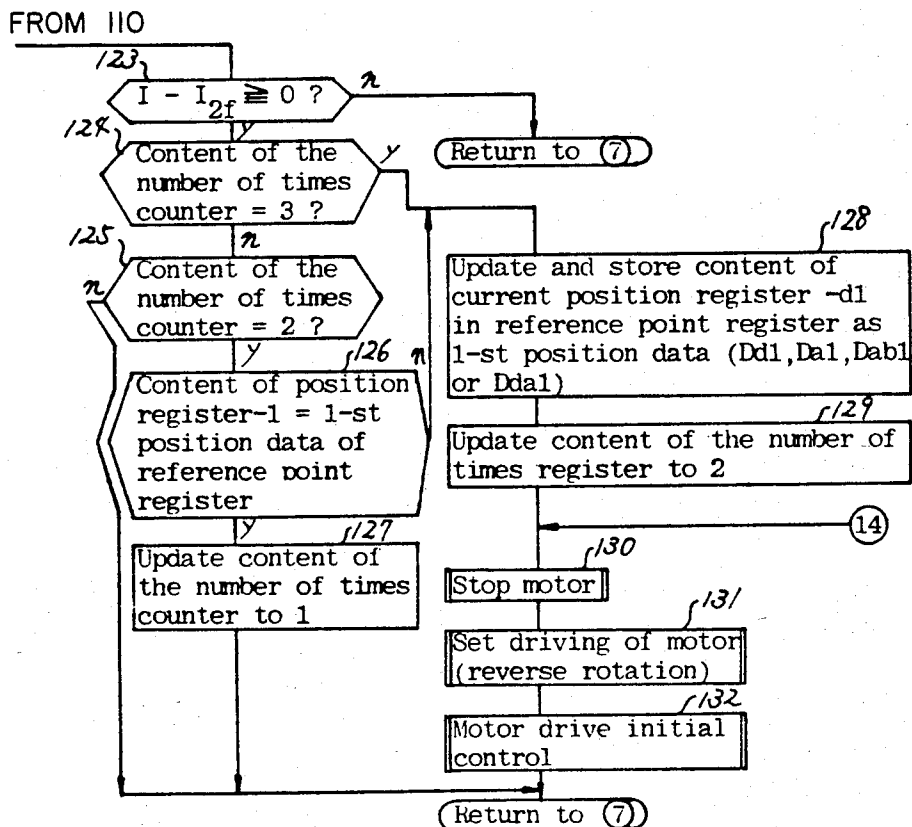 FROM 110
123
I - I2f ≧ 0 ?
n
y
Return to ⑦
124
Content of the
number of times
counter = 3 ?
y
n
125
Content of the
number of times
counter = 2 ?
n
y
126
Content of position
register-1 = 1-st
position data of
reference point
register
n
y
127
Update content of
the number of times
counter to 1
128
Update and store content of
current position register -d1
in reference point register as
1-st position data (Dd1,Da1,Dab1
or Dda1)
129
Update content of the number of
times register to 2
⑭
130
Stop motor
131
Set driving of motor
(reverse rotation)
132
Motor drive initial
control
Return to ⑦